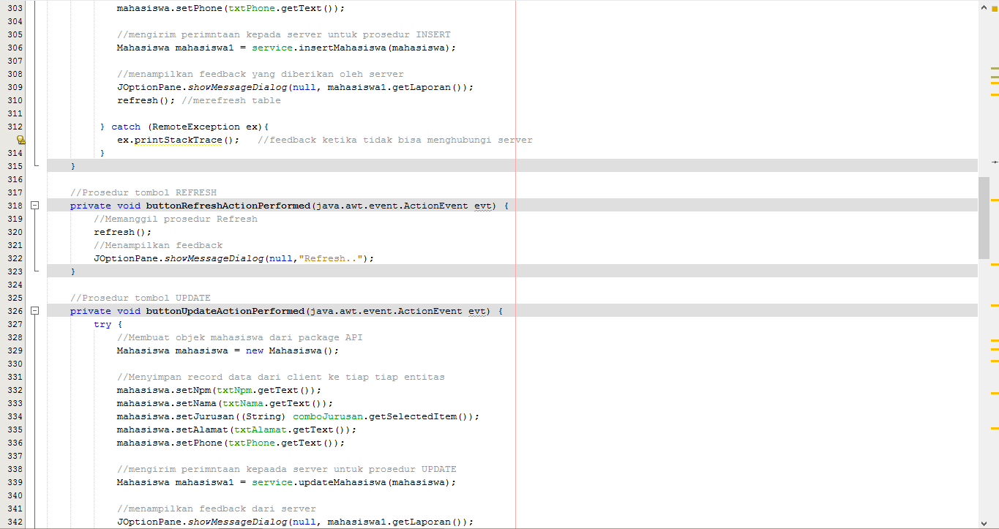 303 mahasiswa.setPhone(txtPhone.getText());
304
305 //mengirim perimntaan kepada server untuk prosedur INSERT
306 Mahasiswa mahasiswa1 = service.insertMahasiswa(mahasiswa);
307
308 //menampilkan feedback yang diberikan oleh server
309 JOptionPane.showMessageDialog(null, mahasiswa1.getLaporan());
310 refresh(); //merefresh table
311
312 } catch (RemoteException ex){
ex.printStackTrace(); //feedback ketika tidak bisa menghubungi server
314 }
315 }
316
317 //Prosedur tombol REFRESH
318 private void buttonRefreshActionPerformed(java.awt.event.ActionEvent evt) {
319 //Memanggil prosedur Refresh
320 refresh();
321 //Menampilkan feedback
322 JOptionPane.showMessageDialog(null,"Refresh..");
323 }
324
325 //Prosedur tombol UPDATE
326 private void buttonUpdateActionPerformed(java.awt.event.ActionEvent evt) {
327 try {
328 //Membuat objek mahasiswa dari package API
329 Mahasiswa mahasiswa = new Mahasiswa();
330
331 //Menyimpan record data dari client ke tiap tiap entitas
332 mahasiswa.setNpm(txtNpm.getText());
333 mahasiswa.setNama(txtNama.getText());
334 mahasiswa.setJurusan((String) comboJurusan.getSelectedItem());
335 mahasiswa.setAlamat(txtAlamat.getText());
336 mahasiswa.setPhone(txtPhone.getText());
337
338 //mengirim perimntaan kepaada server untuk prosedur UPDATE
339 Mahasiswa mahasiswa1 = service.updateMahasiswa(mahasiswa);
340
341 //menampilkan feedback dari server
342 JOptionPane.showMessageDialog(null, mahasiswa1.getLaporan());